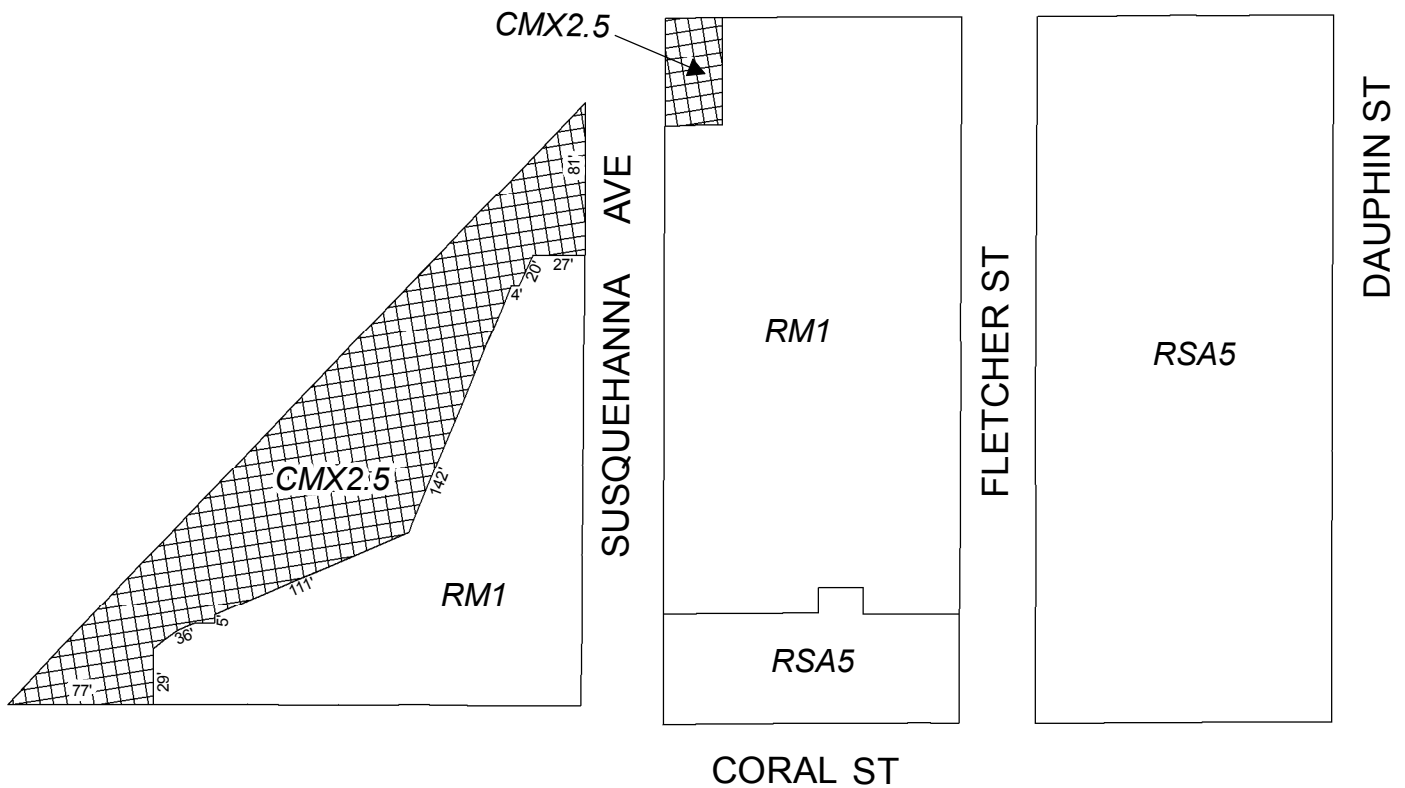 CMX2.5
81'
27'
20'
4'
SUSQUEHANNA AVE
RM1
FLETCHER ST
RSA5
DAUPHIN ST
CMX2.5
142'
111'
RM1
5'
36'
29'
77'
RSA5
CORAL ST